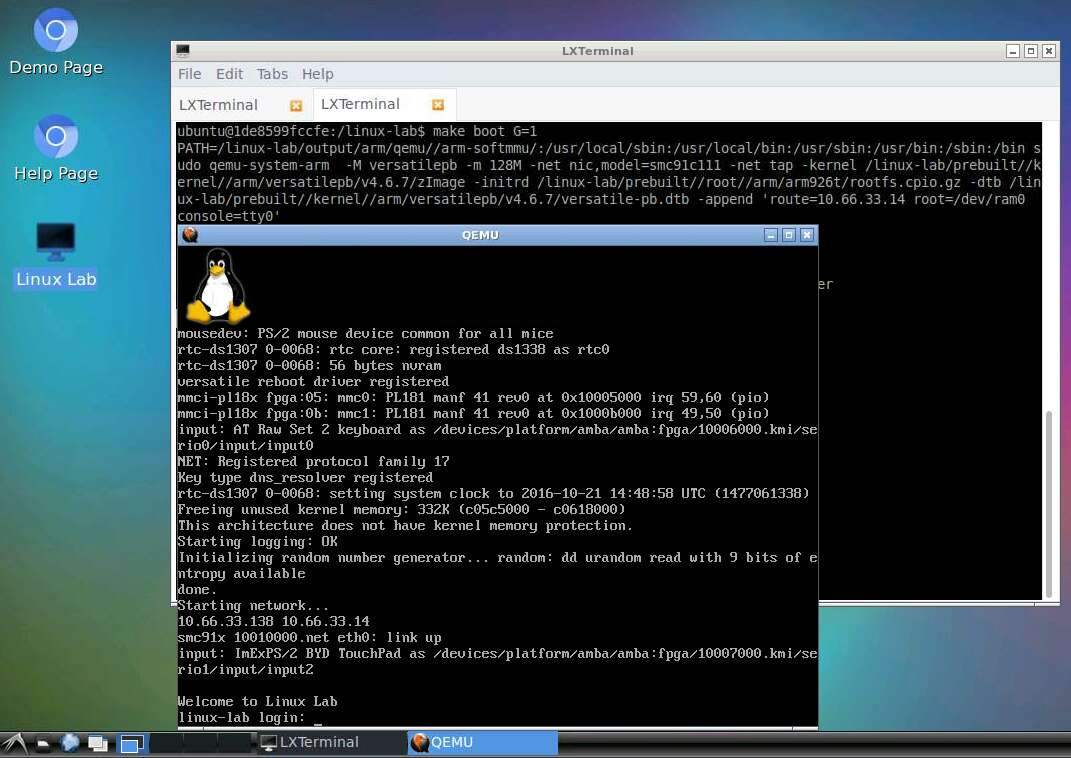 Demo Page
Help Page
Linux Lab
LXTerminal
File Edit Tabs Help
LXTerminal LXTerminal
ubuntu@1de8599fccfe:/linux-lab$ make boot G=1
PATH=/linux-lab/output/arm/qemu//arm-softmmu/:/usr/local/sbin:/usr/local/bin:/usr/sbin:/usr/bin:/sbin:/bin s
udo qemu-system-arm  -M versatilepb -m 128M -net nic,model=smc91c111 -net tap -kernel /linux-lab/prebuilt//k
ernel//arm/versatilepb/v4.6.7/zImage -initrd /linux-lab/prebuilt//root//arm/arm926t/rootfs.cpio.gz -dtb /lin
ux-lab/prebuilt//kernel//arm/versatilepb/v4.6.7/versatile-pb.dtb -append 'route=10.66.33.14 root=/dev/ram0
console=tty0'
er
QEMU
mousedev: PS/2 mouse device common for all mice
rtc-ds1307 0-0068: rtc core: registered ds1338 as rtc0
rtc-ds1307 0-0068: 56 bytes nvram
versatile reboot driver registered
mmci-pl18x fpga:05: mmc0: PL181 manf 41 rev0 at 0x10005000 irq 59,60 (pio)
mmci-pl18x fpga:0b: mmc1: PL181 manf 41 rev0 at 0x1000b000 irq 49,50 (pio)
input: AT Raw Set 2 keyboard as /devices/platform/amba/amba:fpga/10006000.kmi/se
rio0/input/input0
NET: Registered protocol family 17
Key type dns_resolver registered
rtc-ds1307 0-0068: setting system clock to 2016-10-21 14:48:58 UTC (1477061338)
Freeing unused kernel memory: 332K (c05c5000 - c0618000)
This architecture does not have kernel memory protection.
Starting logging: OK
Initializing random number generator... random: dd urandom read with 9 bits of e
ntropy available
done.
Starting network...
10.66.33.138 10.66.33.14
smc91x 10010000.net eth0: link up
input: ImExPS/2 BYD TouchPad as /devices/platform/amba/amba:fpga/10007000.kmi/se
rio1/input/input2
Welcome to Linux Lab
linux-lab login: _
LXTerminal QEMU